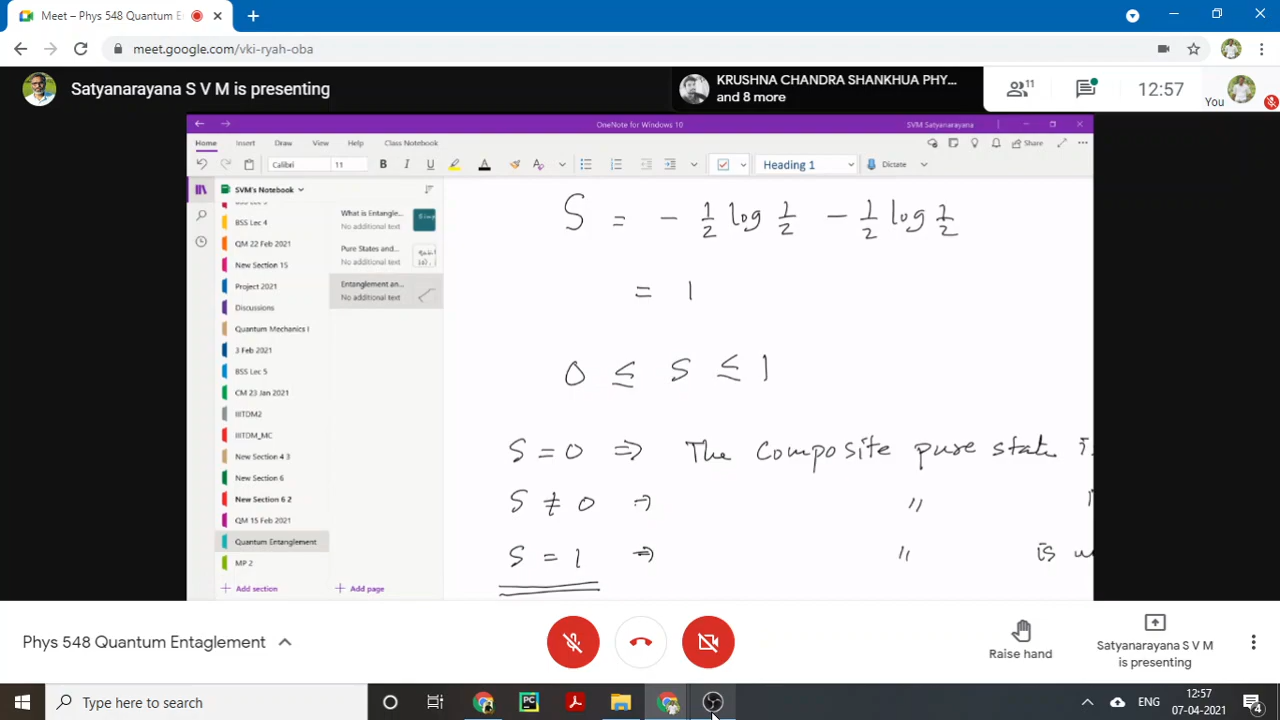 Meet – Phys 548 Quantum E
meet.google.com/vki-ryah-oba
Satyanarayana S V M is presenting
KRUSHNA CHANDRA SHANKHUA PHY...
and 8 more
11
12:57
You
OneNote for Windows 10
SVM Satyanarayana
Home Insert Draw View Help Class Notebook
Share
Calibri 11 B I U A Heading 1 Dictate
SVM's Notebook
BSS Lec 4
QM 22 Feb 2021
New Section 15
Project 2021
Discussions
Quantum Mechanics I
3 Feb 2021
BSS Lec 5
CM 23 Jan 2021
IIITDM2
IIITDM_MC
New Section 4 3
New Section 6
New Section 6 2
QM 15 Feb 2021
Quantum Entanglement
MP 2
Add section
What is Entangle...
No additional text
Pure States and...
No additional text
Entanglement an...
No additional text
Add page
S = - 1/2 log 1/2 - 1/2 log 1/2
= 1
0 ≤ S ≤ 1
S = 0 ⇒ The composite pure state is
S ≠ 0 ⇒ "
S = 1 ⇒ " is
Phys 548 Quantum Entaglement
Raise hand
Satyanarayana S V M
is presenting
Type here to search
PC
ENG
12:57
07-04-2021
4